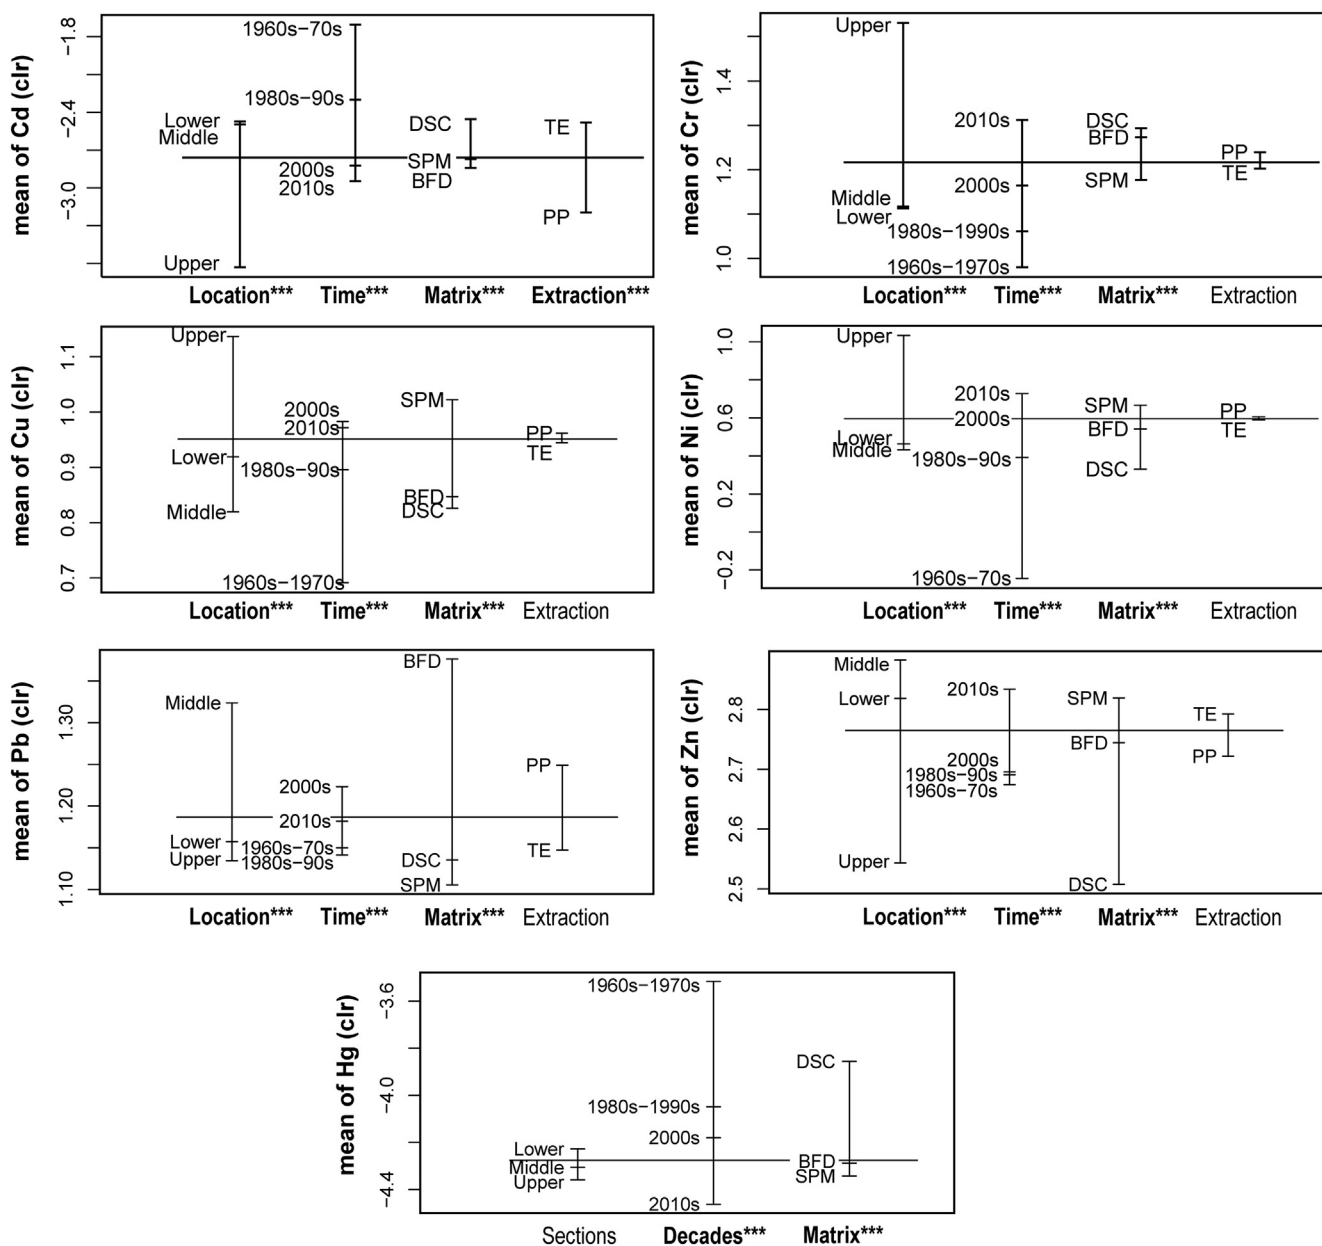 mean of Cd (clr)
−1.8
−2.4
−3.0
1960s−70s
1980s−90s
Lower
Middle
2000s
2010s
Upper
DSC
SPM
BFD
TE
PP
Location*** Time*** Matrix*** Extraction***
mean of Cr (clr)
1.4
1.2
1.0
Upper
Middle
Lower
2010s
2000s
1980s−1990s
1960s−1970s
DSC
BFD
SPM
PP
TE
Location*** Time*** Matrix*** Extraction
mean of Cu (clr)
1.1
1.0
0.9
0.8
0.7
Upper
Lower
Middle
2000s
2010s
1980s−90s
1960s−1970s
SPM
BFD
DSC
PP
TE
Location*** Time*** Matrix*** Extraction
mean of Ni (clr)
1.0
0.6
0.2
−0.2
Upper
Lower
Middle
2010s
2000s
1980s−90s
1960s−70s
SPM
BFD
DSC
PP
TE
Location*** Time*** Matrix*** Extraction
mean of Pb (clr)
1.30
1.20
1.10
Middle
Lower
Upper
2000s
2010s
1960s−70s
1980s−90s
BFD
DSC
SPM
PP
TE
Location*** Time*** Matrix*** Extraction
mean of Zn (clr)
2.8
2.7
2.6
2.5
Middle
Lower
Upper
2010s
2000s
1980s−90s
1960s−70s
SPM
BFD
DSC
TE
PP
Location*** Time*** Matrix*** Extraction
mean of Hg (clr)
−3.6
−4.0
−4.4
Lower
Middle
Upper
1960s−1970s
1980s−1990s
2000s
2010s
DSC
BFD
SPM
Sections Decades*** Matrix***